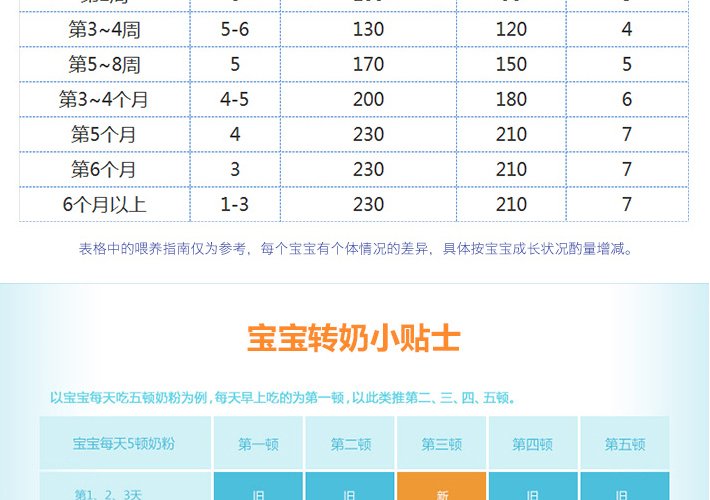 第3~4周 5-6 130 120 4
第5~8周 5 170 150 5
第3~4个月 4-5 200 180 6
第5个月 4 230 210 7
第6个月 3 230 210 7
6个月以上 1-3 230 210 7
表格中的喂养指南仅为参考，每个宝宝有个体情况的差异，具体按宝宝成长状况酌量增减。
宝宝转奶小贴士
以宝宝每天吃五顿奶粉为例，每天早上吃的为第一顿，以此类推第二、三、四、五顿。
宝宝每天5顿奶粉 第一顿 第二顿 第三顿 第四顿 第五顿
第1、2、3天 旧 旧 新 旧 旧